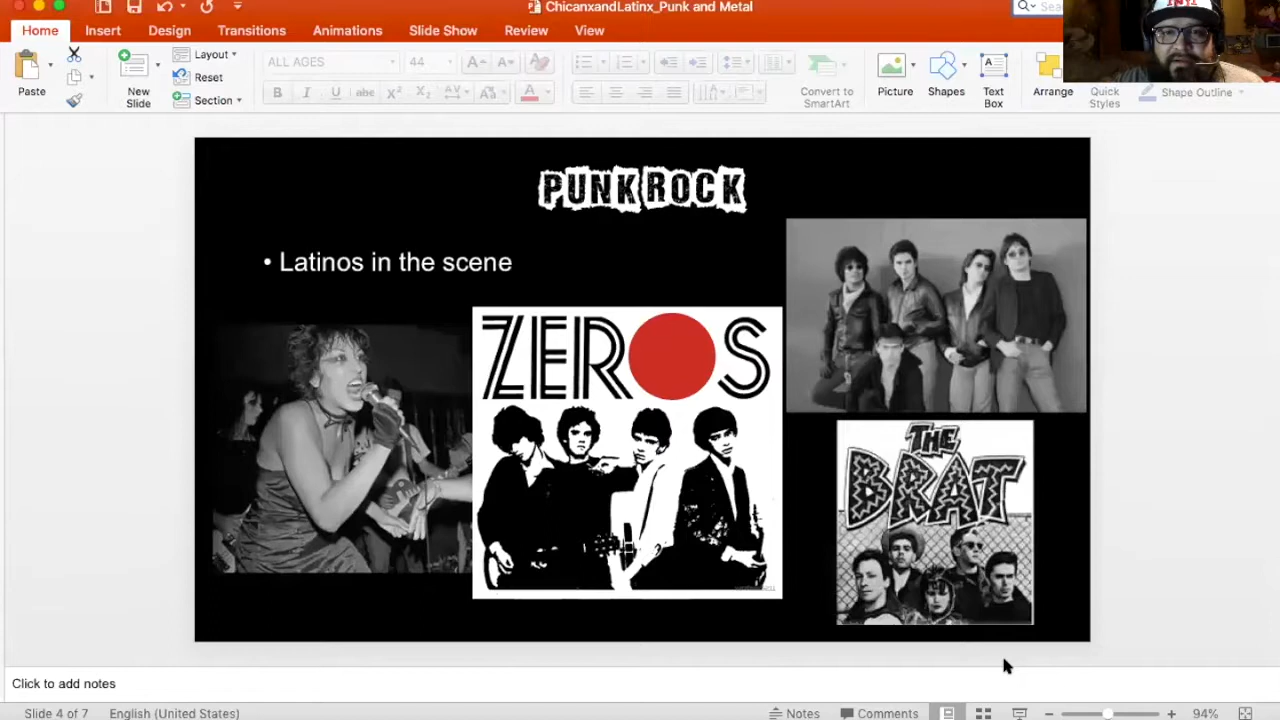 ChicanxandLatinx_Punk and Metal
Home Insert Design Transitions Animations Slide Show Review View
Paste
New Slide
Layout
Reset
Section
ALL AGES 44
Convert to SmartArt
Picture
Shapes
Text Box
Arrange
Quick Styles
Shape Outline
PUNK ROCK
• Latinos in the scene
ZEROS
THE
BRAT
Click to add notes
Slide 4 of 7 English (United States) Notes Comments 94%